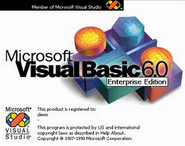 Member of Microsoft Visual Studio
Microsoft
Visual Basic 6.0
Enterprise Edition
Microsoft
VISUAL
Studio
This product is registered to:
denis
This program is protected by US and international
copyright laws as described in Help About.
Copyright © 1987-1998 Microsoft Corporation.